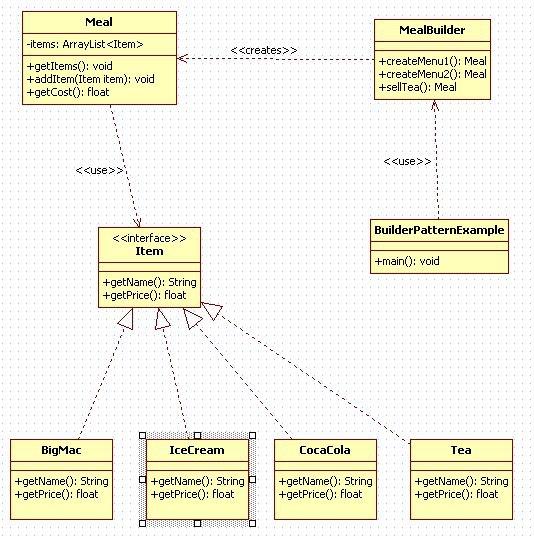 Meal
-items: ArrayList<Item>
+getItems(): void
+addItem(Item item): void
+getCost(): float
<<creates>>
MealBuilder
+createMenu1(): Meal
+createMenu2(): Meal
+sellTea(): Meal
<<use>>
<<use>>
BuilderPatternExample
+main(): void
<<interface>>
Item
+getName(): String
+getPrice(): float
BigMac
+getName(): String
+getPrice(): float
IceCream
+getName(): String
+getPrice(): float
CocaCola
+getName(): String
+getPrice(): float
Tea
+getName(): String
+getPrice(): float